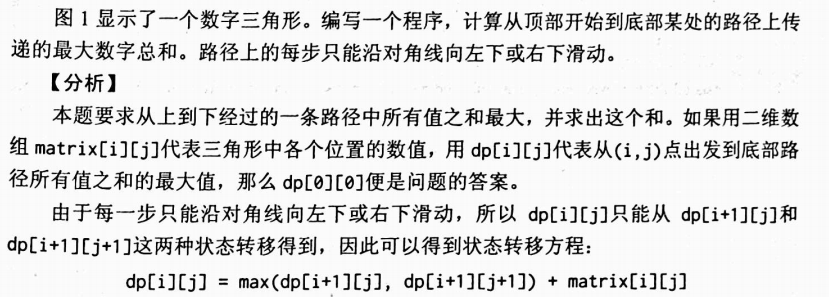 图 1 显示了一个数字三角形。编写一个程序，计算从顶部开始到底部某处的路径上传
递的最大数字总和。路径上的每步只能沿对角线向左下或右下滑动。
【分析】
本题要求从上到下经过的一条路径中所有值之和最大，并求出这个和。如果用二维数
组 matrix[i][j]代表三角形中各个位置的数值，用 dp[i][j]代表从(i,j)点出发到底部路
径所有值之和的最大值，那么 dp[0][0]便是问题的答案。
由于每一步只能沿对角线向左下或右下滑动，所以 dp[i][j]只能从 dp[i+1][j]和
dp[i+1][j+1]这两种状态转移得到，因此可以得到状态转移方程：
dp[i][j] = max(dp[i+1][j], dp[i+1][j+1]) + matrix[i][j]